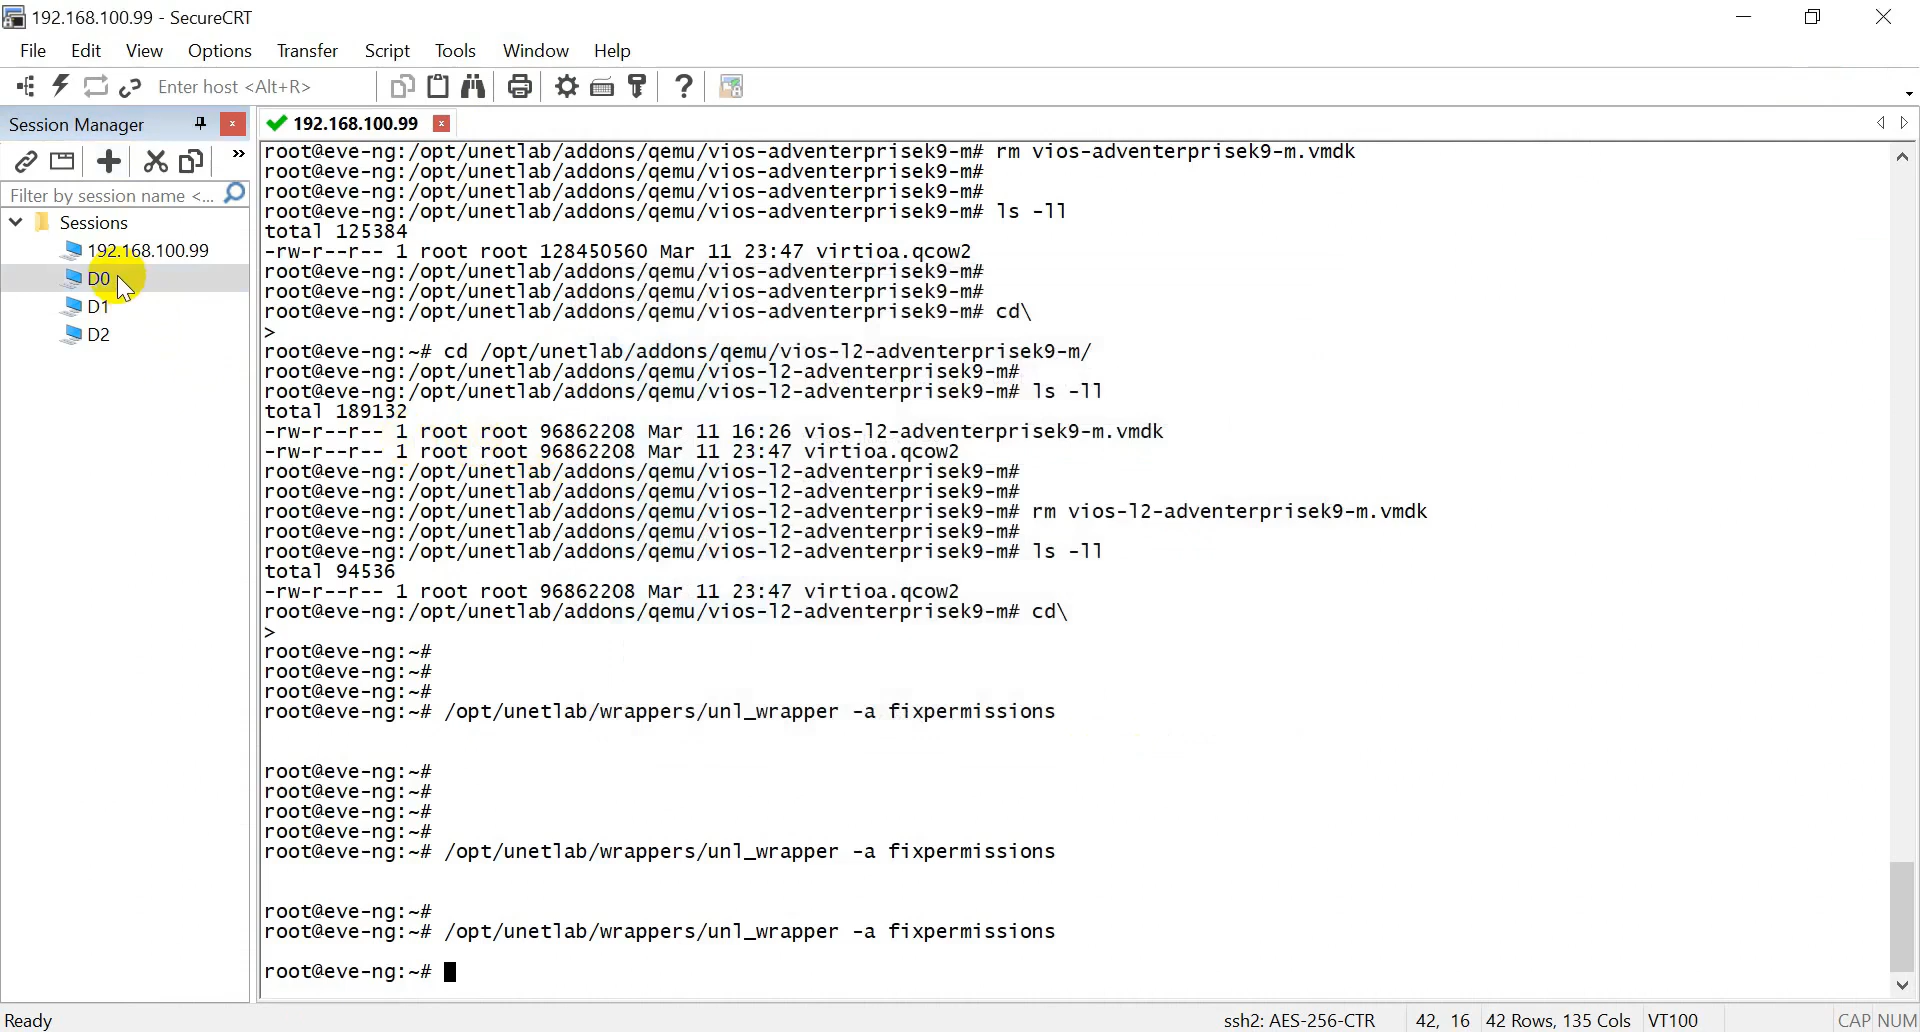 192.168.100.99 - SecureCRT
File Edit View Options Transfer Script Tools Window Help
Enter host <Alt+R>
Session Manager
192.168.100.99
Filter by session name <...
Sessions
192.168.100.99
D0
D1
D2
root@eve-ng:/opt/unetlab/addons/qemu/vios-adventerprisek9-m# rm vios-adventerprisek9-m.vmdk
root@eve-ng:/opt/unetlab/addons/qemu/vios-adventerprisek9-m#
root@eve-ng:/opt/unetlab/addons/qemu/vios-adventerprisek9-m#
root@eve-ng:/opt/unetlab/addons/qemu/vios-adventerprisek9-m# ls -ll
total 125384
-rw-r--r-- 1 root root 128450560 Mar 11 23:47 virtioa.qcow2
root@eve-ng:/opt/unetlab/addons/qemu/vios-adventerprisek9-m#
root@eve-ng:/opt/unetlab/addons/qemu/vios-adventerprisek9-m#
root@eve-ng:/opt/unetlab/addons/qemu/vios-adventerprisek9-m# cd\
>
root@eve-ng:~# cd /opt/unetlab/addons/qemu/vios-l2-adventerprisek9-m/
root@eve-ng:/opt/unetlab/addons/qemu/vios-l2-adventerprisek9-m#
root@eve-ng:/opt/unetlab/addons/qemu/vios-l2-adventerprisek9-m# ls -ll
total 189132
-rw-r--r-- 1 root root 96862208 Mar 11 16:26 vios-l2-adventerprisek9-m.vmdk
-rw-r--r-- 1 root root 96862208 Mar 11 23:47 virtioa.qcow2
root@eve-ng:/opt/unetlab/addons/qemu/vios-l2-adventerprisek9-m#
root@eve-ng:/opt/unetlab/addons/qemu/vios-l2-adventerprisek9-m#
root@eve-ng:/opt/unetlab/addons/qemu/vios-l2-adventerprisek9-m# rm vios-l2-adventerprisek9-m.vmdk
root@eve-ng:/opt/unetlab/addons/qemu/vios-l2-adventerprisek9-m#
root@eve-ng:/opt/unetlab/addons/qemu/vios-l2-adventerprisek9-m# ls -ll
total 94536
-rw-r--r-- 1 root root 96862208 Mar 11 23:47 virtioa.qcow2
root@eve-ng:/opt/unetlab/addons/qemu/vios-l2-adventerprisek9-m# cd\
>
root@eve-ng:~#
root@eve-ng:~#
root@eve-ng:~#
root@eve-ng:~# /opt/unetlab/wrappers/unl_wrapper -a fixpermissions
root@eve-ng:~#
root@eve-ng:~#
root@eve-ng:~#
root@eve-ng:~#
root@eve-ng:~# /opt/unetlab/wrappers/unl_wrapper -a fixpermissions
root@eve-ng:~#
root@eve-ng:~# /opt/unetlab/wrappers/unl_wrapper -a fixpermissions
root@eve-ng:~#
Ready ssh2: AES-256-CTR 42, 16 42 Rows, 135 Cols VT100 CAP NUM